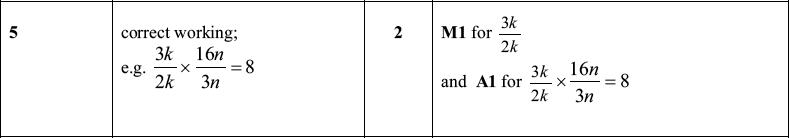 5 correct working; 2 M1 for 3k/2k
e.g. 3k/2k × 16n/3n = 8
and A1 for 3k/2k × 16n/3n = 8